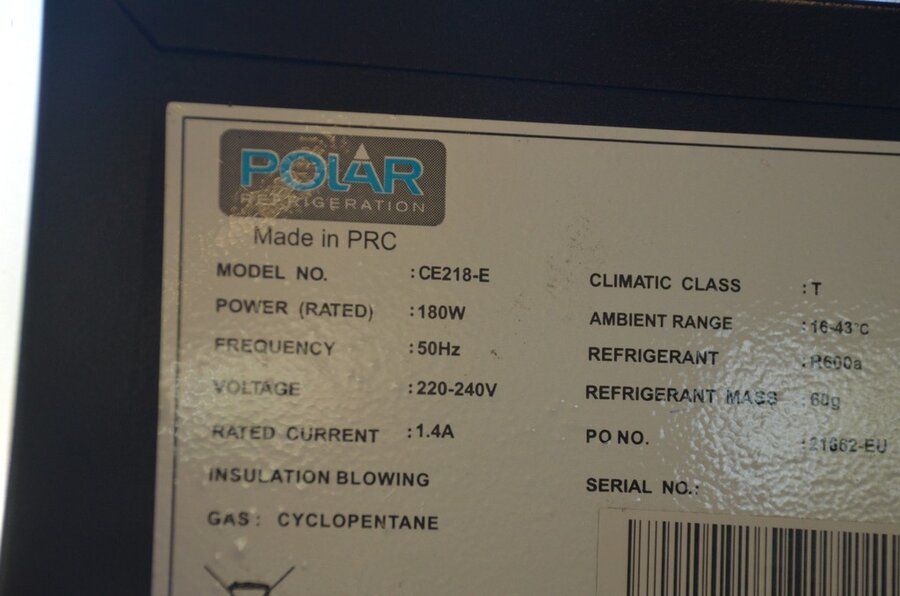 POLAR
REFRIGERATION
Made in PRC
MODEL NO. :CE218-E
POWER (RATED) :180W
FREQUENCY :50Hz
VOLTAGE :220-240V
RATED CURRENT :1.4A
INSULATION BLOWING
GAS: CYCLOPENTANE
CLIMATIC CLASS :T
AMBIENT RANGE :16-43°C
REFRIGERANT :R600a
REFRIGERANT MASS :60g
PO NO. :21662-EU
SERIAL NO.: